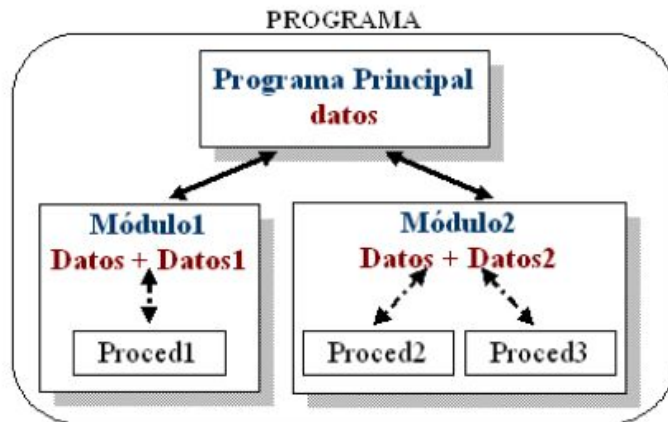 PROGRAMA
Programa Principal
datos
Módulo1
Datos + Datos1
Proced1
Módulo2
Datos + Datos2
Proced2
Proced3